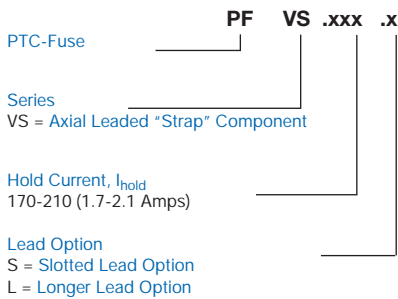 PF VS .xxx .x
PTC-Fuse
Series
VS = Axial Leaded "Strap" Component
Hold Current, Ihold
170-210 (1.7-2.1 Amps)
Lead Option
S = Slotted Lead Option
L = Longer Lead Option